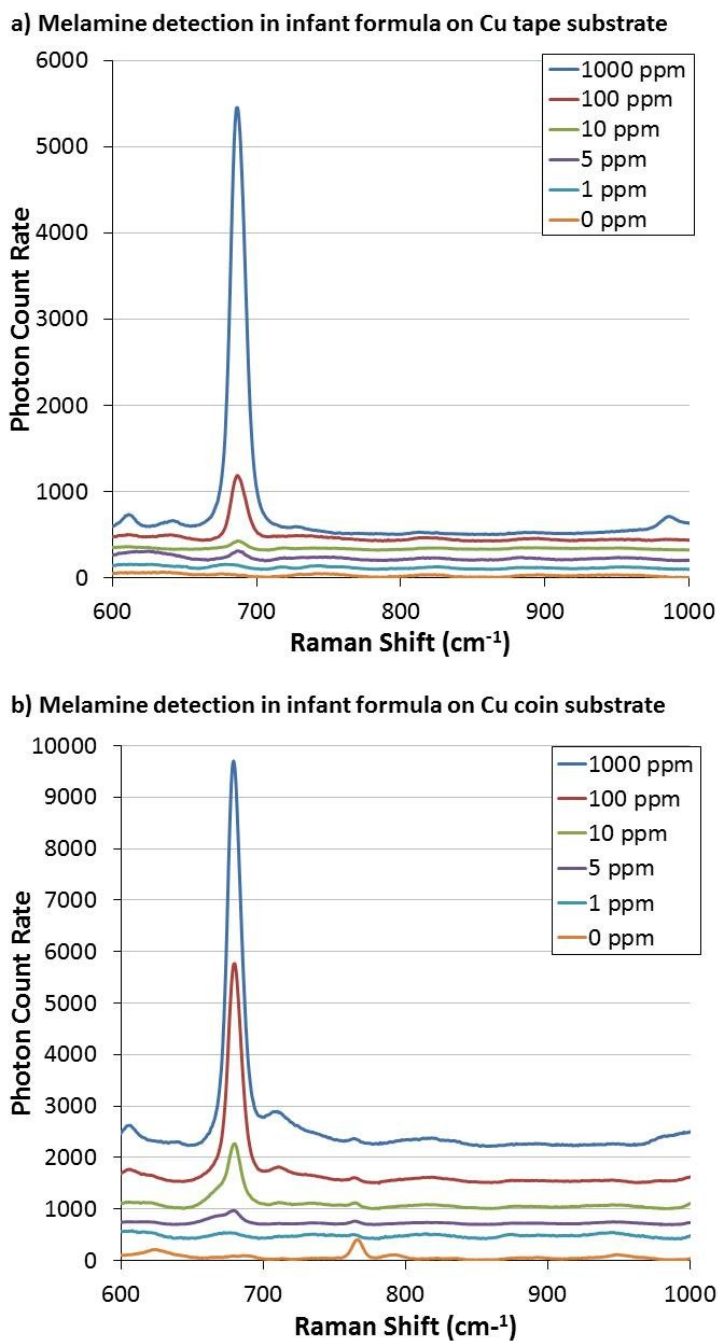 a) Melamine detection in infant formula on Cu tape substrate
6000
5000
4000
3000
2000
1000
0
Photon Count Rate
1000 ppm
100 ppm
10 ppm
5 ppm
1 ppm
0 ppm
600 700 800 900 1000
Raman Shift (cm⁻¹)
b) Melamine detection in infant formula on Cu coin substrate
10000
9000
8000
7000
6000
5000
4000
3000
2000
1000
0
Photon Count Rate
1000 ppm
100 ppm
10 ppm
5 ppm
1 ppm
0 ppm
600 700 800 900 1000
Raman Shift (cm-¹)